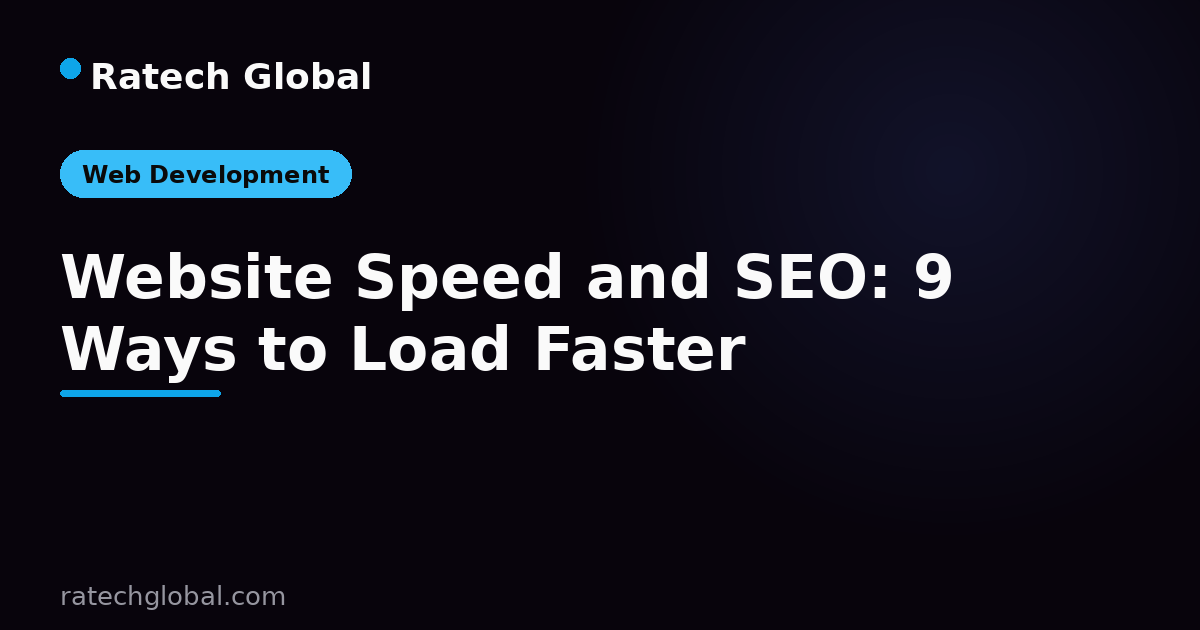 Ratech Global
Web Development
Website Speed and SEO: 9
Ways to Load Faster
ratechglobal.com